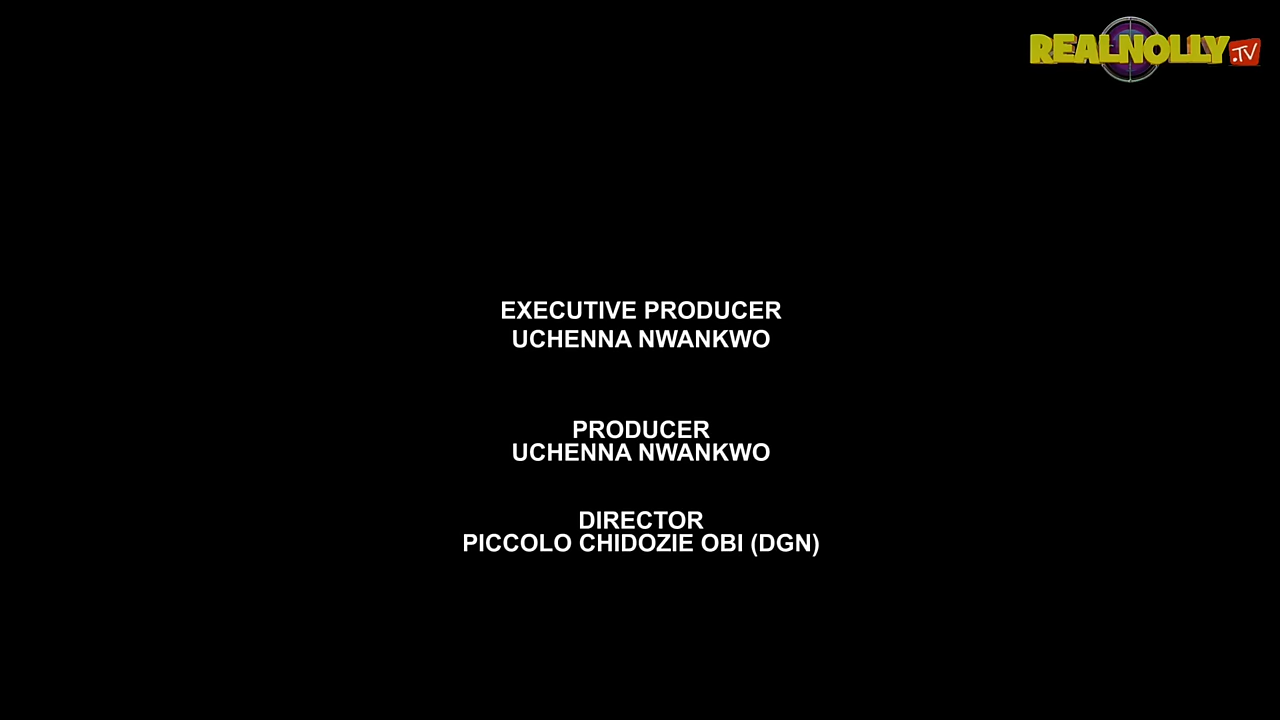 REALNOLLY.TV
EXECUTIVE PRODUCER
UCHENNA NWANKWO
PRODUCER
UCHENNA NWANKWO
DIRECTOR
PICCOLO CHIDOZIE OBI (DGN)